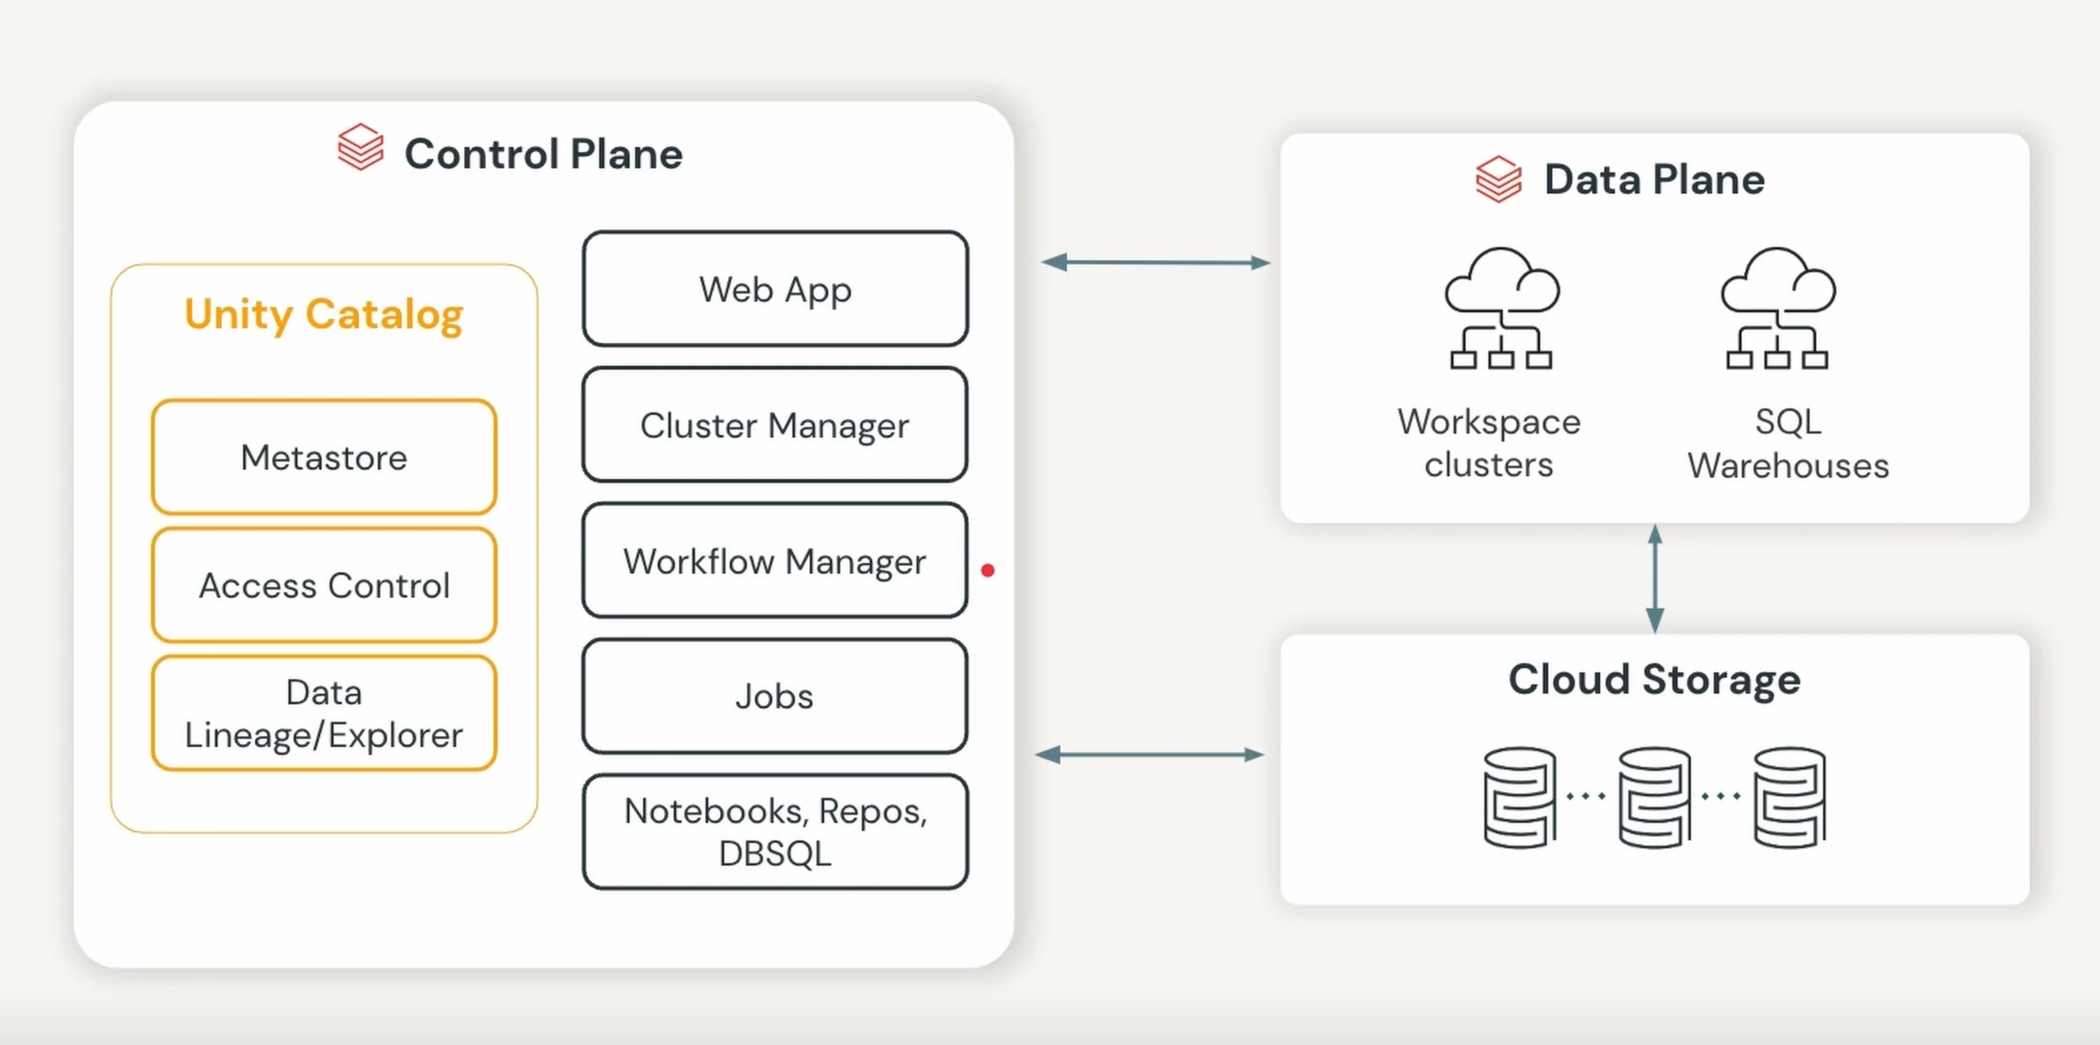 Control Plane
Unity Catalog
Metastore
Access Control
Data
Lineage/Explorer
Web App
Cluster Manager
Workflow Manager
Jobs
Notebooks, Repos,
DBSQL
Data Plane
Workspace
clusters
SQL
Warehouses
Cloud Storage